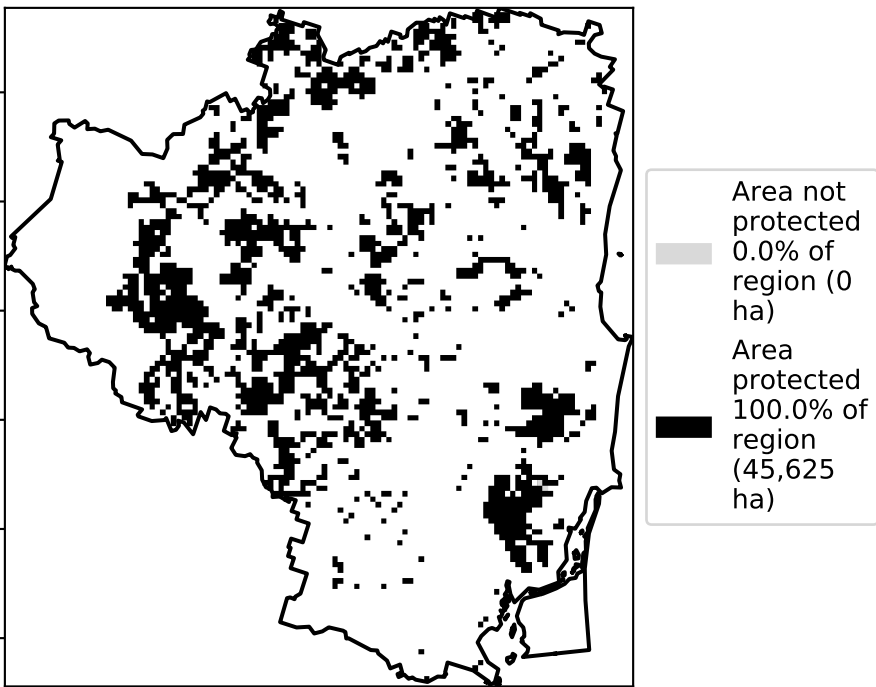 Area not
protected
0.0% of
region (0
ha)
Area
protected
100.0% of
region
(45,625
ha)